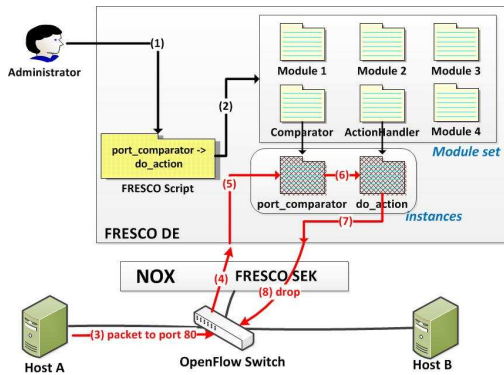 (1)
Administrator
Module 1
Module 2
Module 3
(2)
Comparator
ActionHandler
Module 4
Module set
port_comparator ->
do_action
FRESCO Script
(5)
(6)
port_comparator
do_action
instances
(7)
FRESCO DE
NOX
FRESCO SEK
(4)
(8) drop
(3) packet to port 80
Host A
OpenFlow Switch
Host B